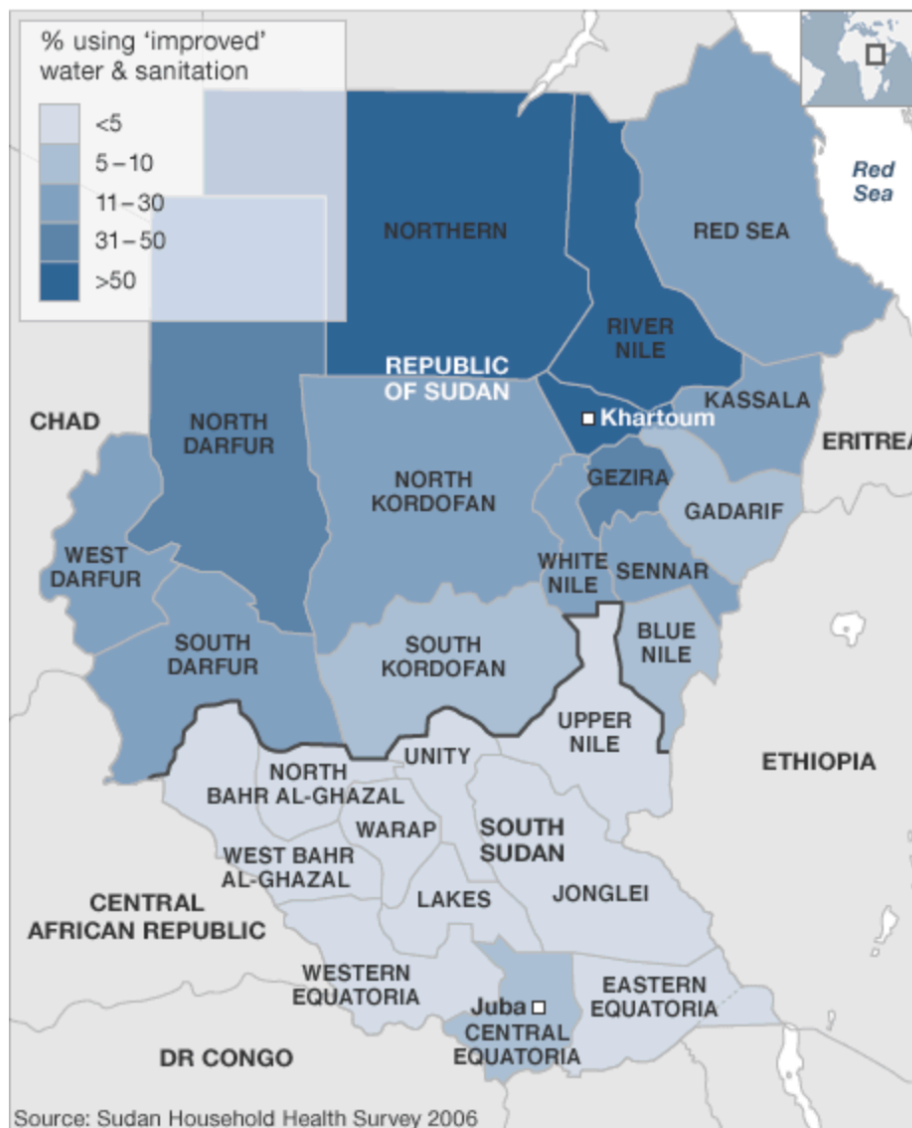 % using ‘improved’
water & sanitation
<5
5–10
11–30
31–50
>50
Red
Sea
NORTHERN
RED SEA
RIVER
NILE
REPUBLIC
OF SUDAN
KASSALA
CHAD
NORTH
DARFUR
Khartoum
ERITREA
NORTH
KORDOFAN
GEZIRA
GADARIF
WEST
DARFUR
WHITE
NILE
SENNAR
SOUTH
DARFUR
SOUTH
KORDOFAN
BLUE
NILE
UPPER
NILE
UNITY
ETHIOPIA
NORTH
BAHR AL-GHAZAL
WARAP
SOUTH
SUDAN
WEST BAHR
AL-GHAZAL
LAKES
JONGLEI
CENTRAL
AFRICAN REPUBLIC
WESTERN
EQUATORIA
EASTERN
EQUATORIA
Juba
CENTRAL
EQUATORIA
DR CONGO
Source: Sudan Household Health Survey 2006